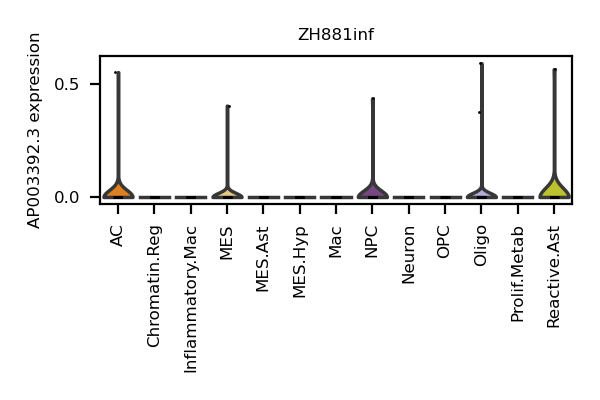 ZH881inf
AP003392.3 expression
0.5
0.0
AC
Chromatin.Reg
Inflammatory.Mac
MES
MES.Ast
MES.Hyp
Mac
NPC
Neuron
OPC
Oligo
Prolif.Metab
Reactive.Ast